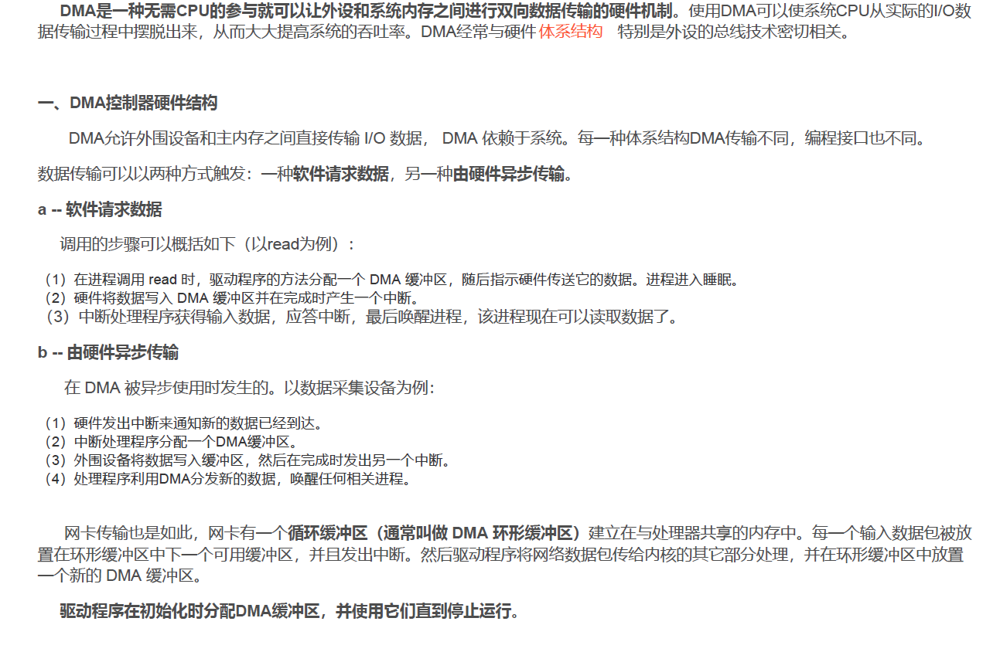 DMA是一种无需CPU的参与就可以让外设和系统内存之间进行双向数据传输的硬件机制。使用DMA可以使系统CPU从实际的I/O数
据传输过程中摆脱出来，从而大大提高系统的吞吐率。DMA经常与硬件 体系结构 特别是外设的总线技术密切相关。
一、DMA控制器硬件结构
DMA允许外围设备和主内存之间直接传输 I/O 数据， DMA 依赖于系统。每一种体系结构DMA传输不同，编程接口也不同。
数据传输可以以两种方式触发：一种软件请求数据，另一种由硬件异步传输。
a -- 软件请求数据
调用的步骤可以概括如下（以read为例）：
（1）在进程调用 read 时，驱动程序的方法分配一个 DMA 缓冲区，随后指示硬件传送它的数据。进程进入睡眠。
（2）硬件将数据写入 DMA 缓冲区并在完成时产生一个中断。
（3）中断处理程序获得输入数据，应答中断，最后唤醒进程，该进程现在可以读取数据了。
b -- 由硬件异步传输
在 DMA 被异步使用时发生的。以数据采集设备为例：
（1）硬件发出中断来通知新的数据已经到达。
（2）中断处理程序分配一个DMA缓冲区。
（3）外围设备将数据写入缓冲区，然后在完成时发出另一个中断。
（4）处理程序利用DMA分发新的数据，唤醒任何相关进程。
网卡传输也是如此，网卡有一个循环缓冲区（通常叫做 DMA 环形缓冲区）建立在与处理器共享的内存中。每一个输入数据包被放
置在环形缓冲区中下一个可用缓冲区，并且发出中断。然后驱动程序将网络数据包传给内核的其它部分处理，并在环形缓冲区中放置
一个新的 DMA 缓冲区。
驱动程序在初始化时分配DMA缓冲区，并使用它们直到停止运行。